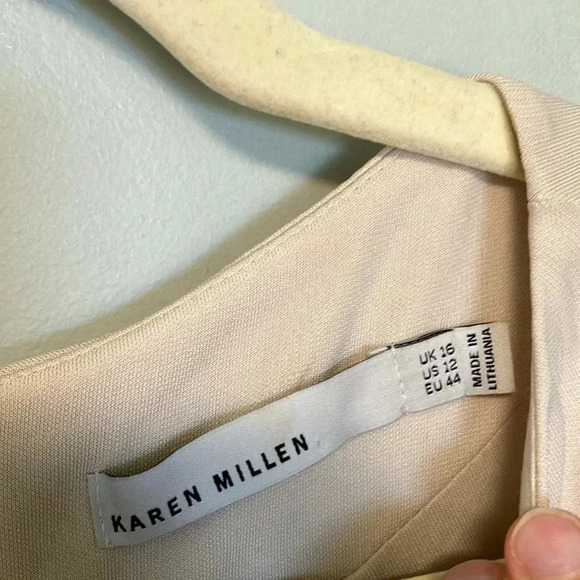 KAREN MILLEN
UK 16
US 12
EU 44
MADE IN
LITHUANIA